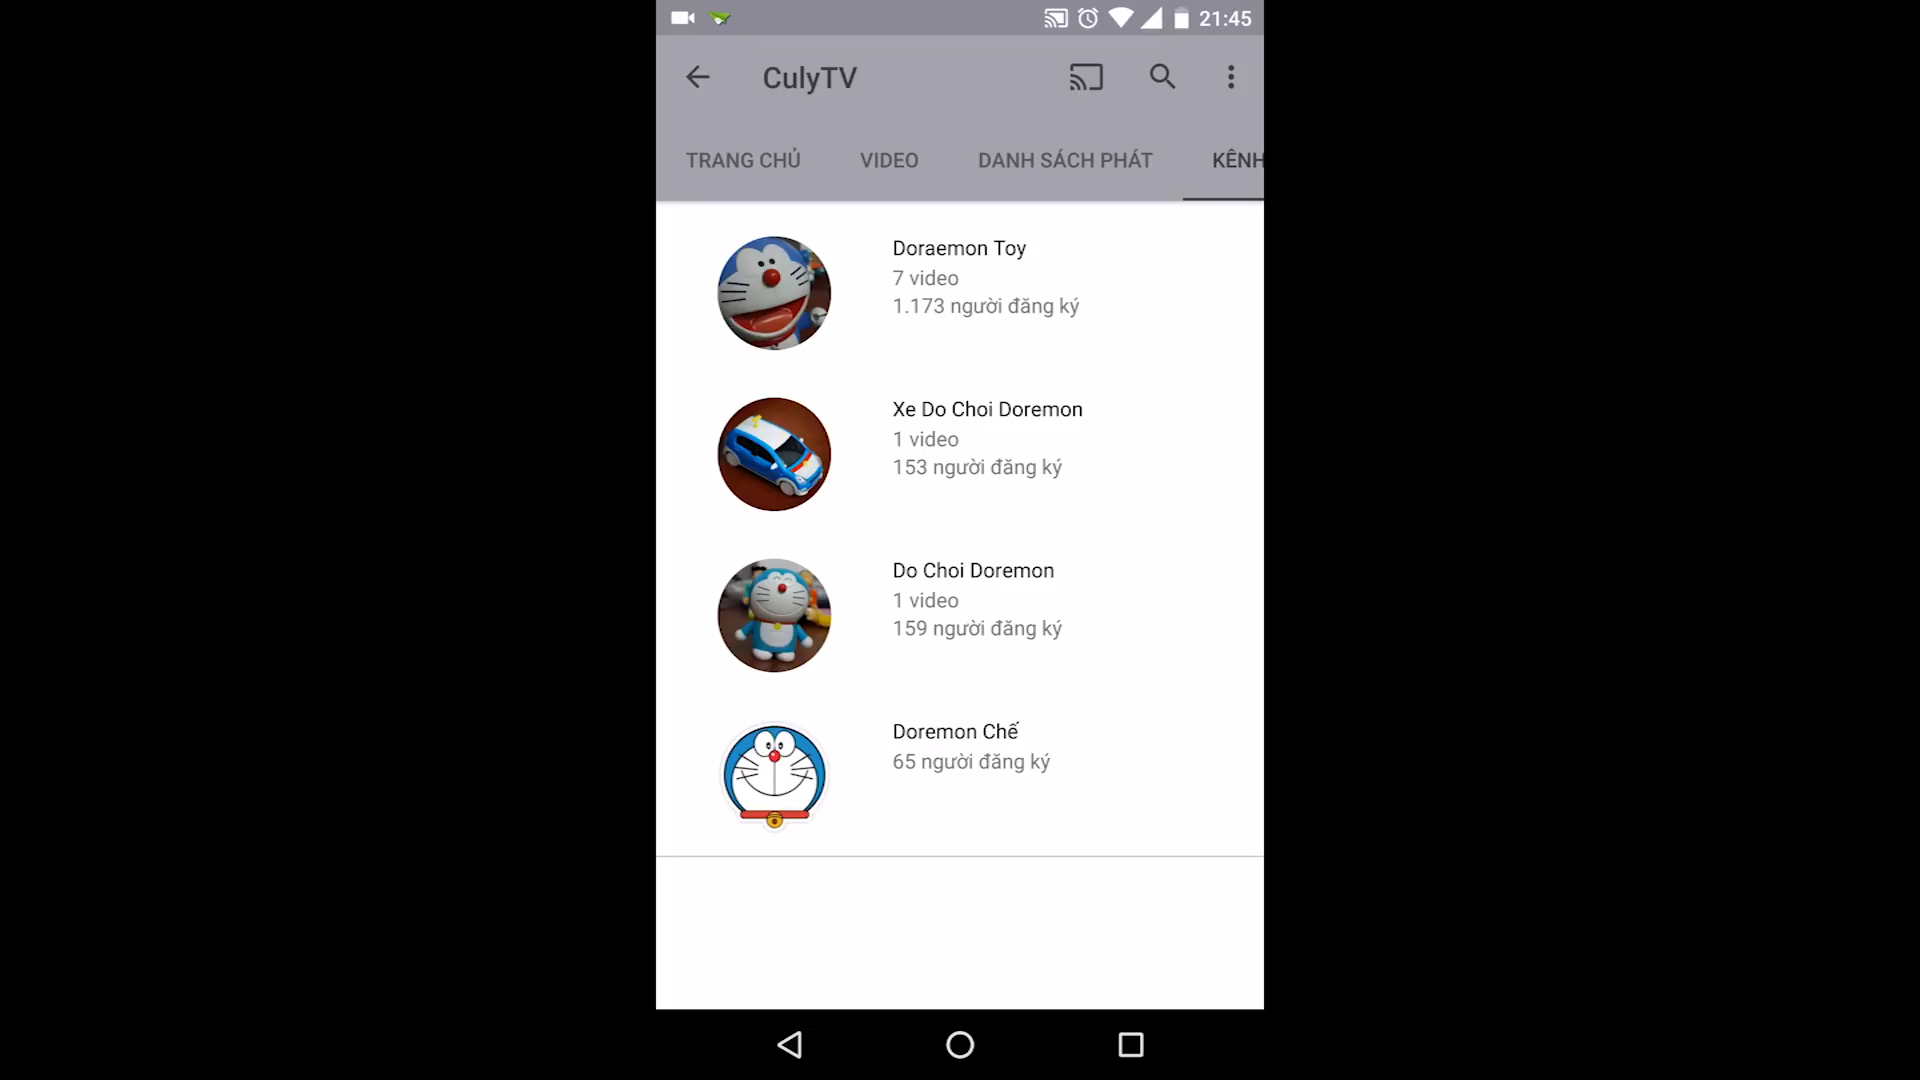 21:45
CulyTV
TRANG CHỦ VIDEO DANH SÁCH PHÁT KÊNH
Doraemon Toy
7 video
1.173 người đăng ký
Xe Do Choi Doremon
1 video
153 người đăng ký
Do Choi Doremon
1 video
159 người đăng ký
Doremon Chế
65 người đăng ký